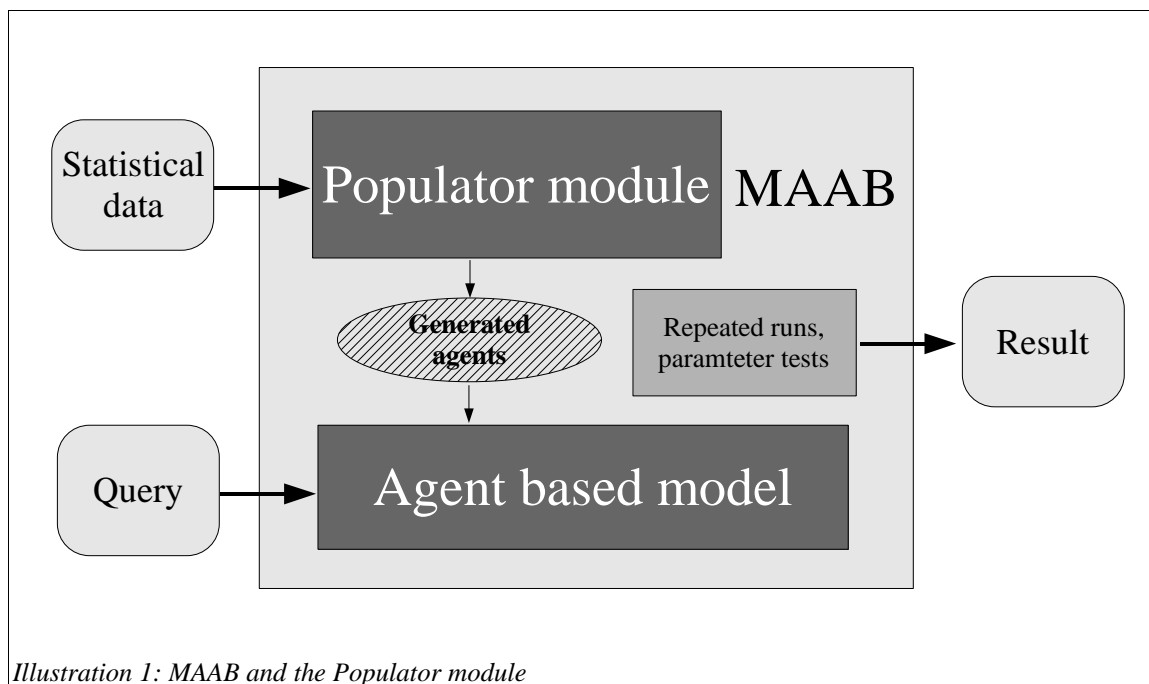 Statistical
data
Populator module
MAAB
Generated
agents
Repeated runs,
paramteter tests
Result
Query
Agent based model
Illustration 1: MAAB and the Populator module